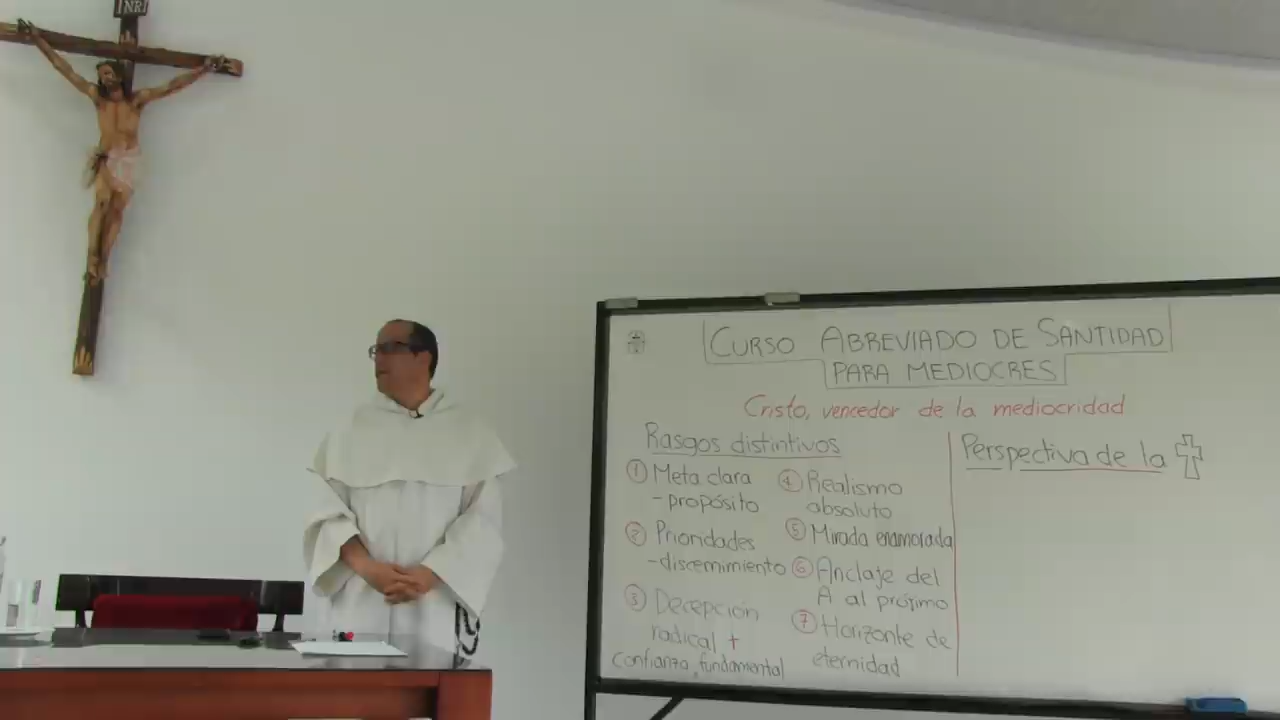 INRI
CURSO ABREVIADO DE SANTIDAD
PARA MEDIOCRES
Cristo, vencedor de la mediocridad
Rasgos distintivos
① Meta clara
- propósito
② Prioridades
- discernimiento
③ Decepción
radical +
confianza fundamental
④ Realismo
absoluto
⑤ Mirada enamorada
⑥ Anclaje del
A al prójimo
⑦ Horizonte de
eternidad
Perspectiva de la